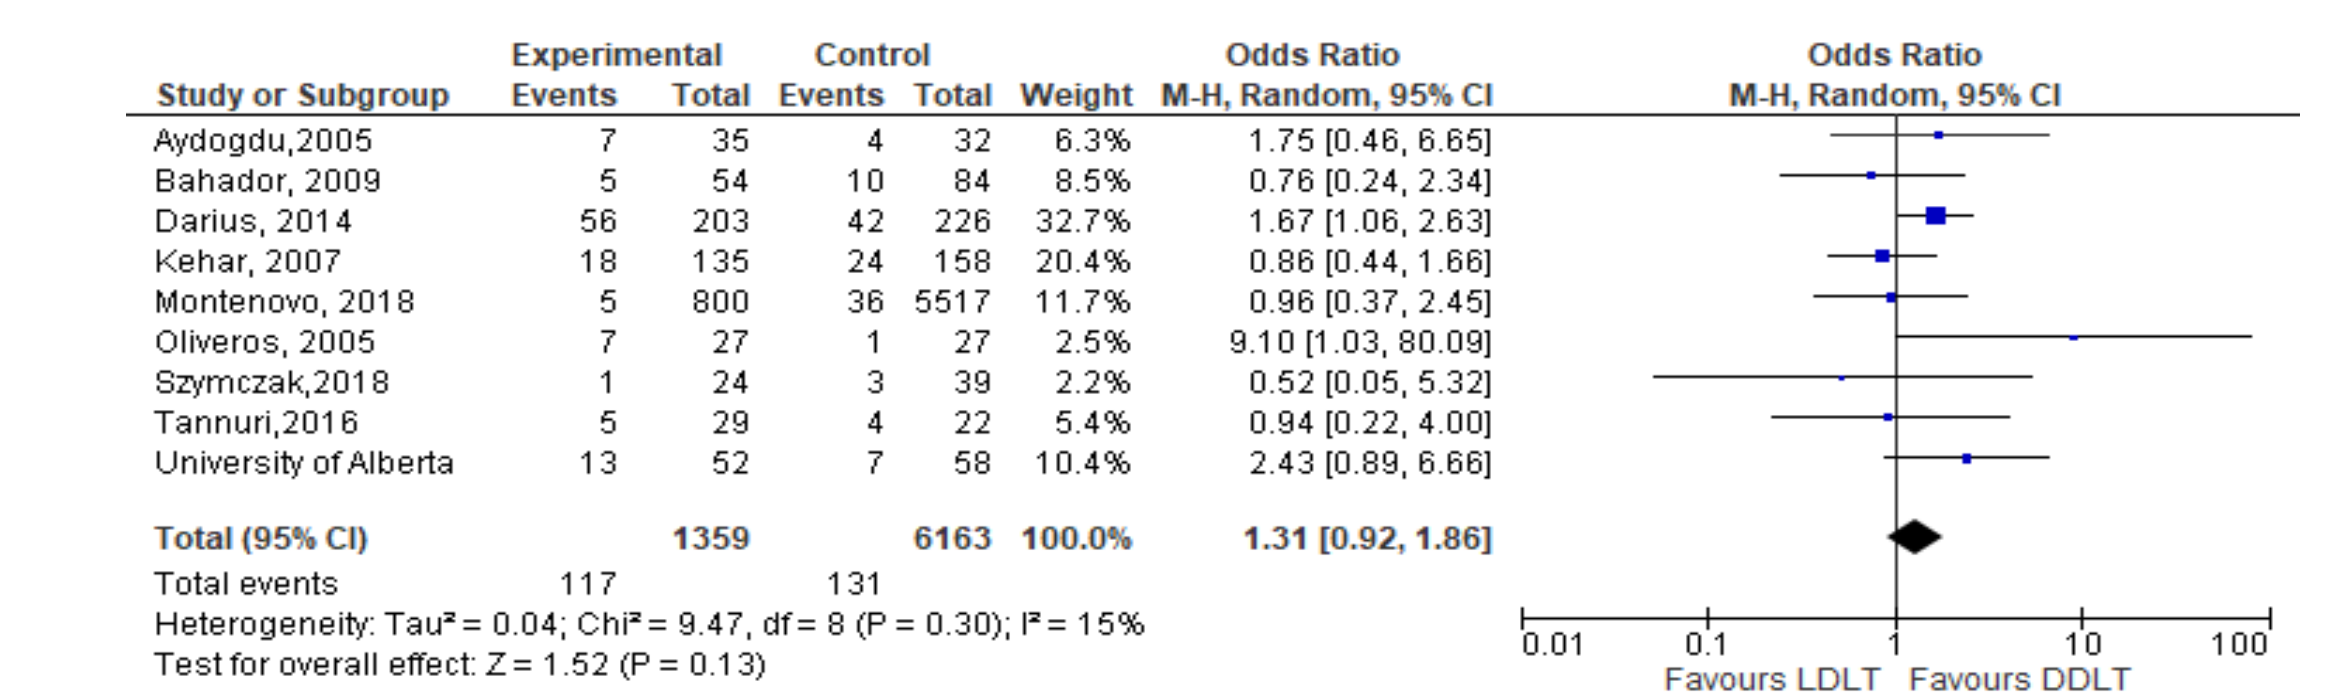 Experimental Control Odds Ratio Odds Ratio
Study or Subgroup Events Total Events Total Weight M-H, Random, 95% CI M-H, Random, 95% CI
Aydogdu,2005 7 35 4 32 6.3% 1.75 [0.46, 6.65]
Bahador, 2009 5 54 10 84 8.5% 0.76 [0.24, 2.34]
Darius, 2014 56 203 42 226 32.7% 1.67 [1.06, 2.63]
Kehar, 2007 18 135 24 158 20.4% 0.86 [0.44, 1.66]
Montenovo, 2018 5 800 36 5517 11.7% 0.96 [0.37, 2.45]
Oliveros, 2005 7 27 1 27 2.5% 9.10 [1.03, 80.09]
Szymczak,2018 1 24 3 39 2.2% 0.52 [0.05, 5.32]
Tannuri,2016 5 29 4 22 5.4% 0.94 [0.22, 4.00]
University of Alberta 13 52 7 58 10.4% 2.43 [0.89, 6.66]
Total (95% CI) 1359 6163 100.0% 1.31 [0.92, 1.86]
Total events 117 131
Heterogeneity: Tau² = 0.04; Chi² = 9.47, df = 8 (P = 0.30); I² = 15%
Test for overall effect: Z = 1.52 (P = 0.13)
0.01 0.1 1 10 100
Favours LDLT Favours DDLT